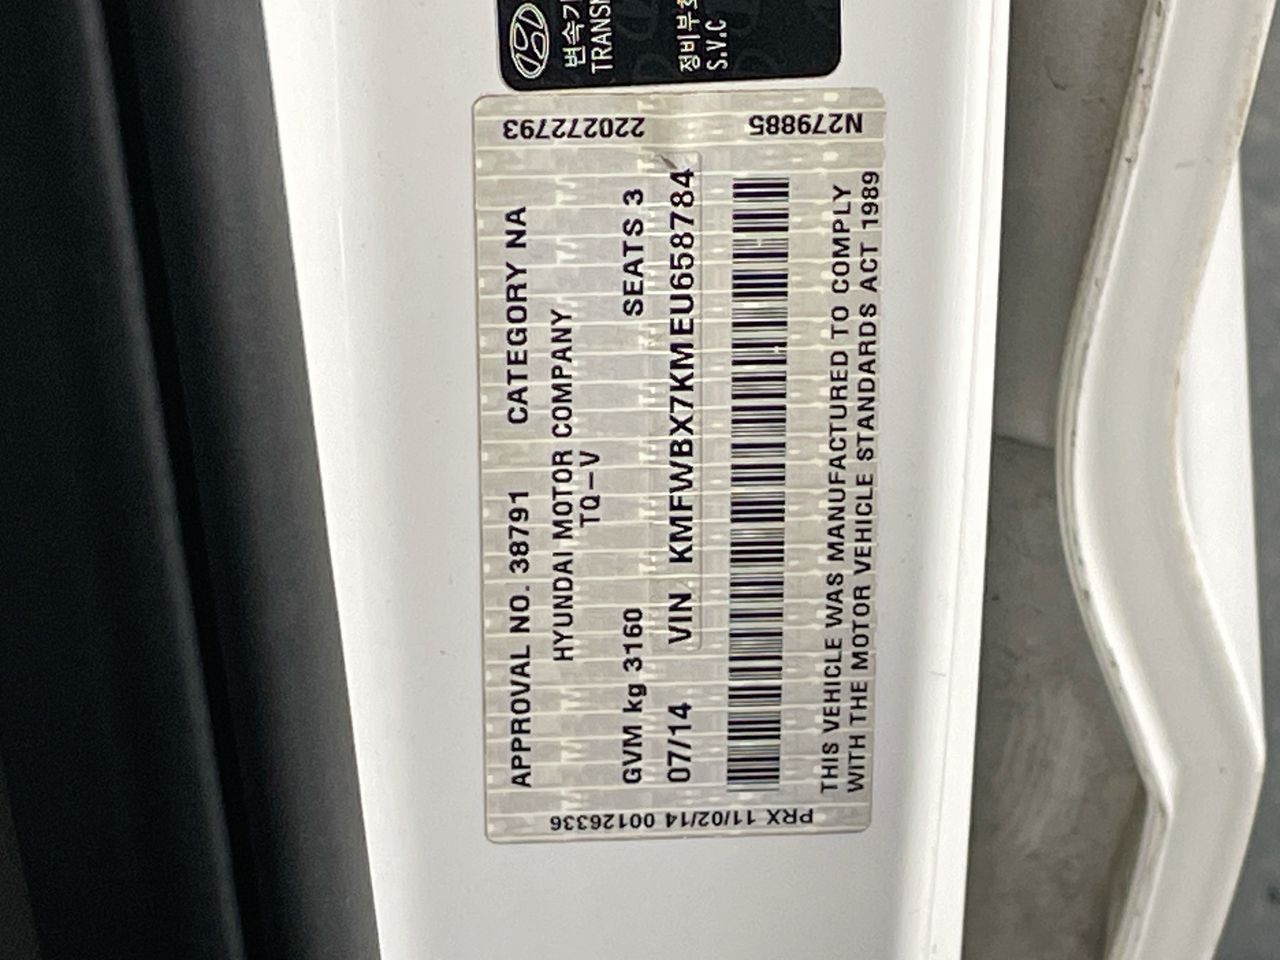 변속기
TRANSM
정비부호
S.V.C
220272793
N279885
APPROVAL NO. 38791 CATEGORY NA
HYUNDAI MOTOR COMPANY
TQ-V
GVM kg 3160 SEATS 3
07/14 VIN KMFWBX7KMEU658784
THIS VEHICLE WAS MANUFACTURED TO COMPLY
WITH THE MOTOR VEHICLE STANDARDS ACT 1989
PRX 11/02/14 00126336